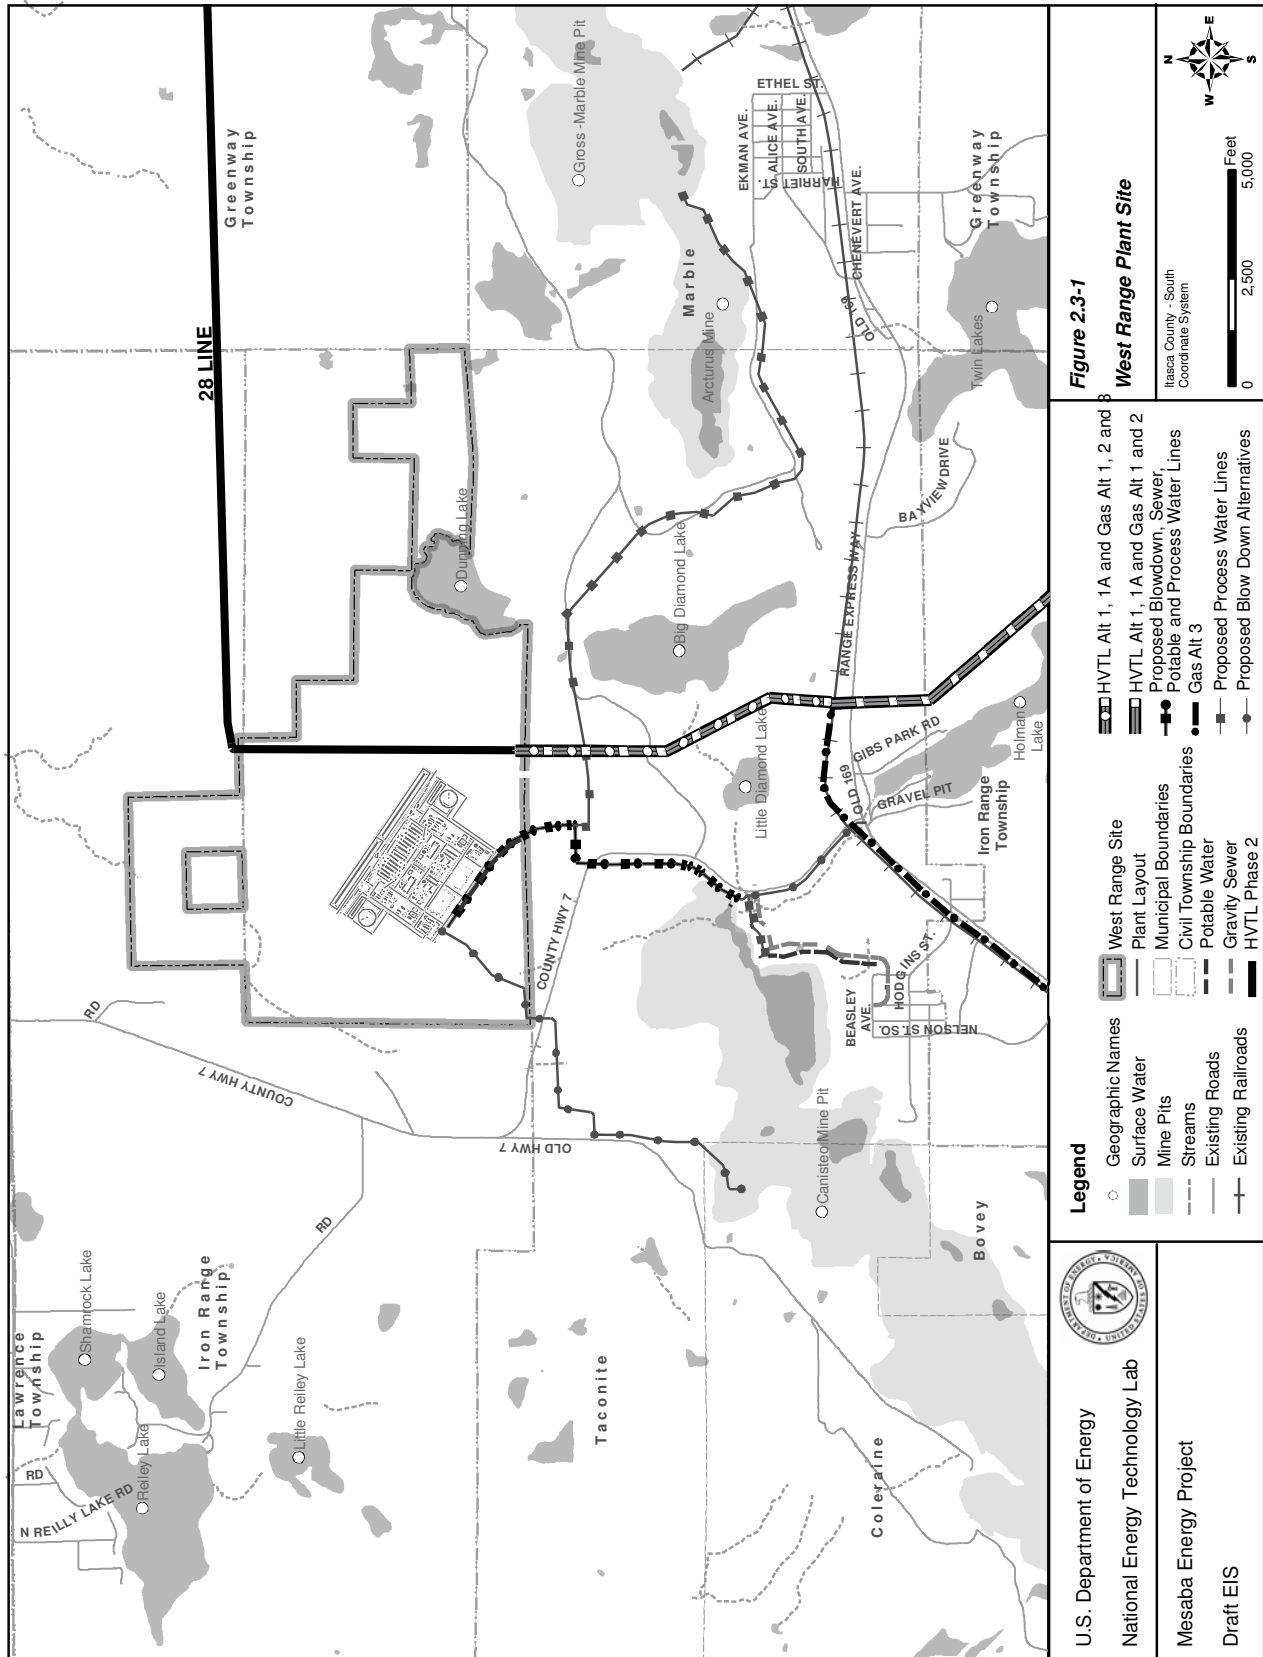 28 LINE
Greenway
Township
Gross -Marble Mine Pit
ETHEL ST.
EKMAN AVE.
ALICE AVE.
SOUTH AVE.
HARRIET ST.
CHENEVERT AVE.
OLD 169
Greenway
Township
Marble
Arcturus Mine
Twin Lakes
BAYVIEW DRIVE
Dunning Lake
Big Diamond Lake
RANGE EXPRESS WAY
Little Diamond Lake
OLD 169
GIBS PARK RD
GRAVEL PIT
Holman
Lake
Iron Range
Township
COUNTY HWY 7
HODGINS ST.
BEASLEY
AVE.
NELSON ST.SO.
RD
COUNTY HWY 7
OLD HWY 7
Canisteo Mine Pit
Bovey
RD
Iron Range
Township
Lawrence
Township
Shamrock Lake
Island Lake
Little Reiley Lake
Reiley Lake
RD
N REILLY LAKE RD
Taconite
Coleraine
U.S. Department of Energy
National Energy Technology Lab
DEPARTMENT OF ENERGY
UNITED STATES OF AMERICA
Mesaba Energy Project
Draft EIS
Legend
Geographic Names
Surface Water
Mine Pits
Streams
Existing Roads
Existing Railroads
West Range Site
Plant Layout
Municipal Boundaries
Civil Township Boundaries
Potable Water
Gravity Sewer
HVTL Phase 2
HVTL Alt 1, 1A and Gas Alt 1, 2 and 3
HVTL Alt 1, 1A and Gas Alt 1 and 2
Proposed Blowdown, Sewer,
Potable and Process Water Lines
Gas Alt 3
Proposed Process Water Lines
Proposed Blow Down Alternatives
Figure 2.3-1
West Range Plant Site
Itasca County - South
Coordinate System
N
W
E
S
Feet
0
2,500
5,000